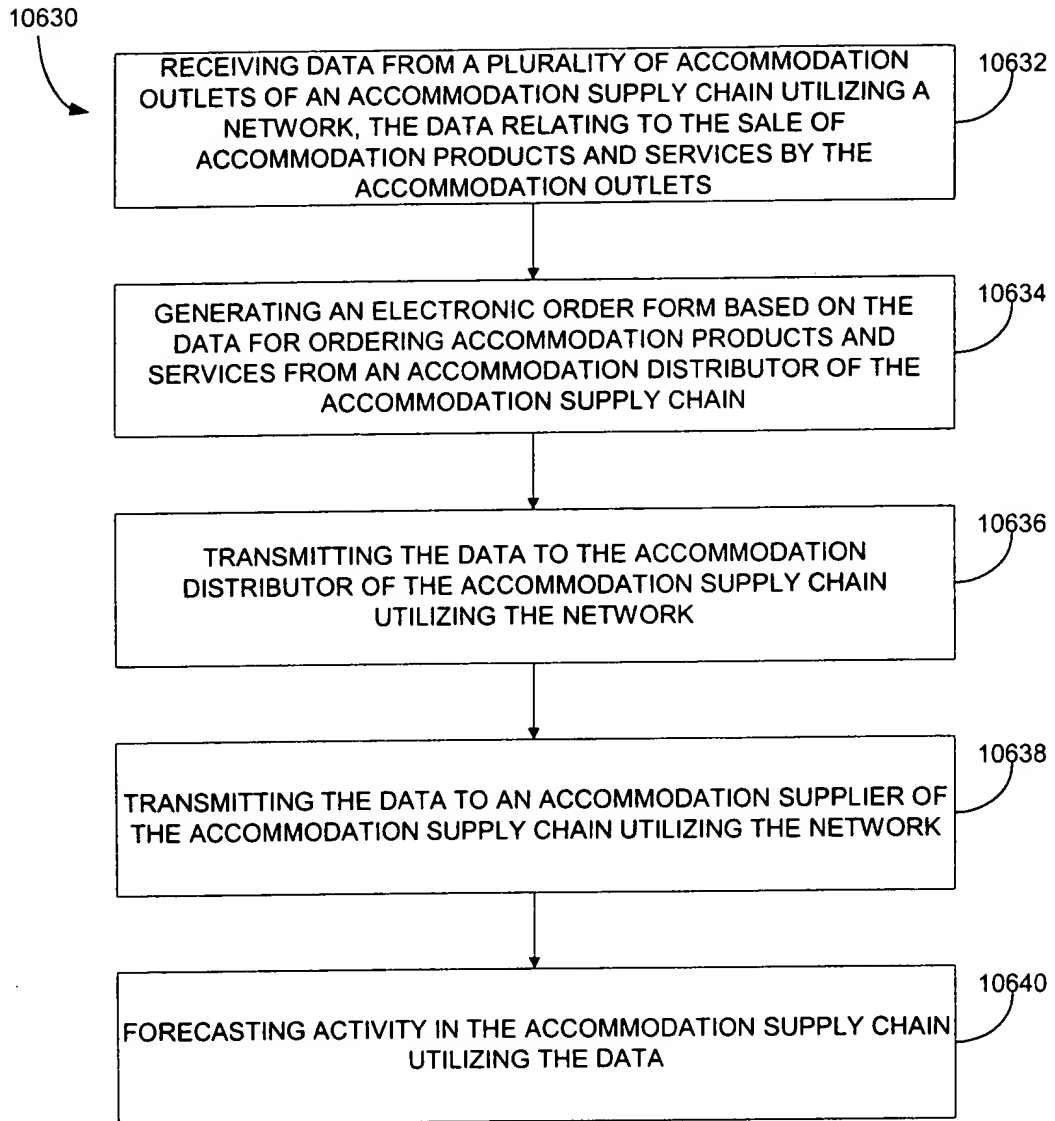 10630
RECEIVING DATA FROM A PLURALITY OF ACCOMMODATION
OUTLETS OF AN ACCOMMODATION SUPPLY CHAIN UTILIZING A
NETWORK, THE DATA RELATING TO THE SALE OF
ACCOMMODATION PRODUCTS AND SERVICES BY THE
ACCOMMODATION OUTLETS
10632
GENERATING AN ELECTRONIC ORDER FORM BASED ON THE
DATA FOR ORDERING ACCOMMODATION PRODUCTS AND
SERVICES FROM AN ACCOMMODATION DISTRIBUTOR OF THE
ACCOMMODATION SUPPLY CHAIN
10634
TRANSMITTING THE DATA TO THE ACCOMMODATION
DISTRIBUTOR OF THE ACCOMMODATION SUPPLY CHAIN
UTILIZING THE NETWORK
10636
TRANSMITTING THE DATA TO AN ACCOMMODATION SUPPLIER OF
THE ACCOMMODATION SUPPLY CHAIN UTILIZING THE NETWORK
10638
FORECASTING ACTIVITY IN THE ACCOMMODATION SUPPLY CHAIN
UTILIZING THE DATA
10640